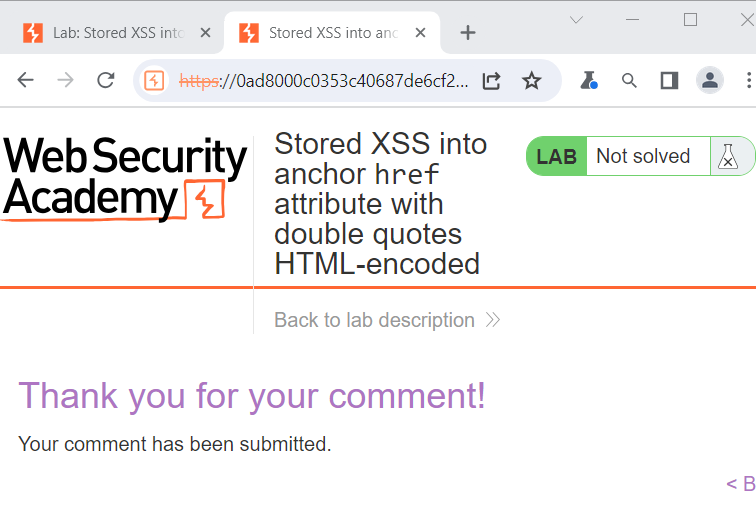 Lab: Stored XSS into
Stored XSS into anc
https://0ad8000c0353c40687de6cf2...
Web Security
Academy
Stored XSS into
anchor href
attribute with
double quotes
HTML-encoded
LAB Not solved
Back to lab description
Thank you for your comment!
Your comment has been submitted.
< B